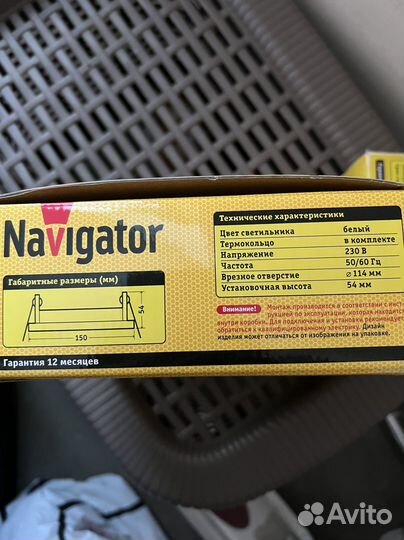 Navigator
Габаритные размеры (мм)
54
150
Гарантия 12 месяцев
Технические характеристики
Цвет светильника белый
Термокольцо в комплекте
Напряжение 230 В
Частота 50/60 Гц
Врезное отверстие ⌀ 114 мм
Установочная высота 54 мм
Внимание! Монтаж производится в соответствии с инст
рукцией по эксплуатации, которая находится
внутри коробки. Для подключения и установки рекомендуе
обратиться к квалифицированному электрику. Дизайн
изделия может отличаться от изображения на упаковке.
Avito